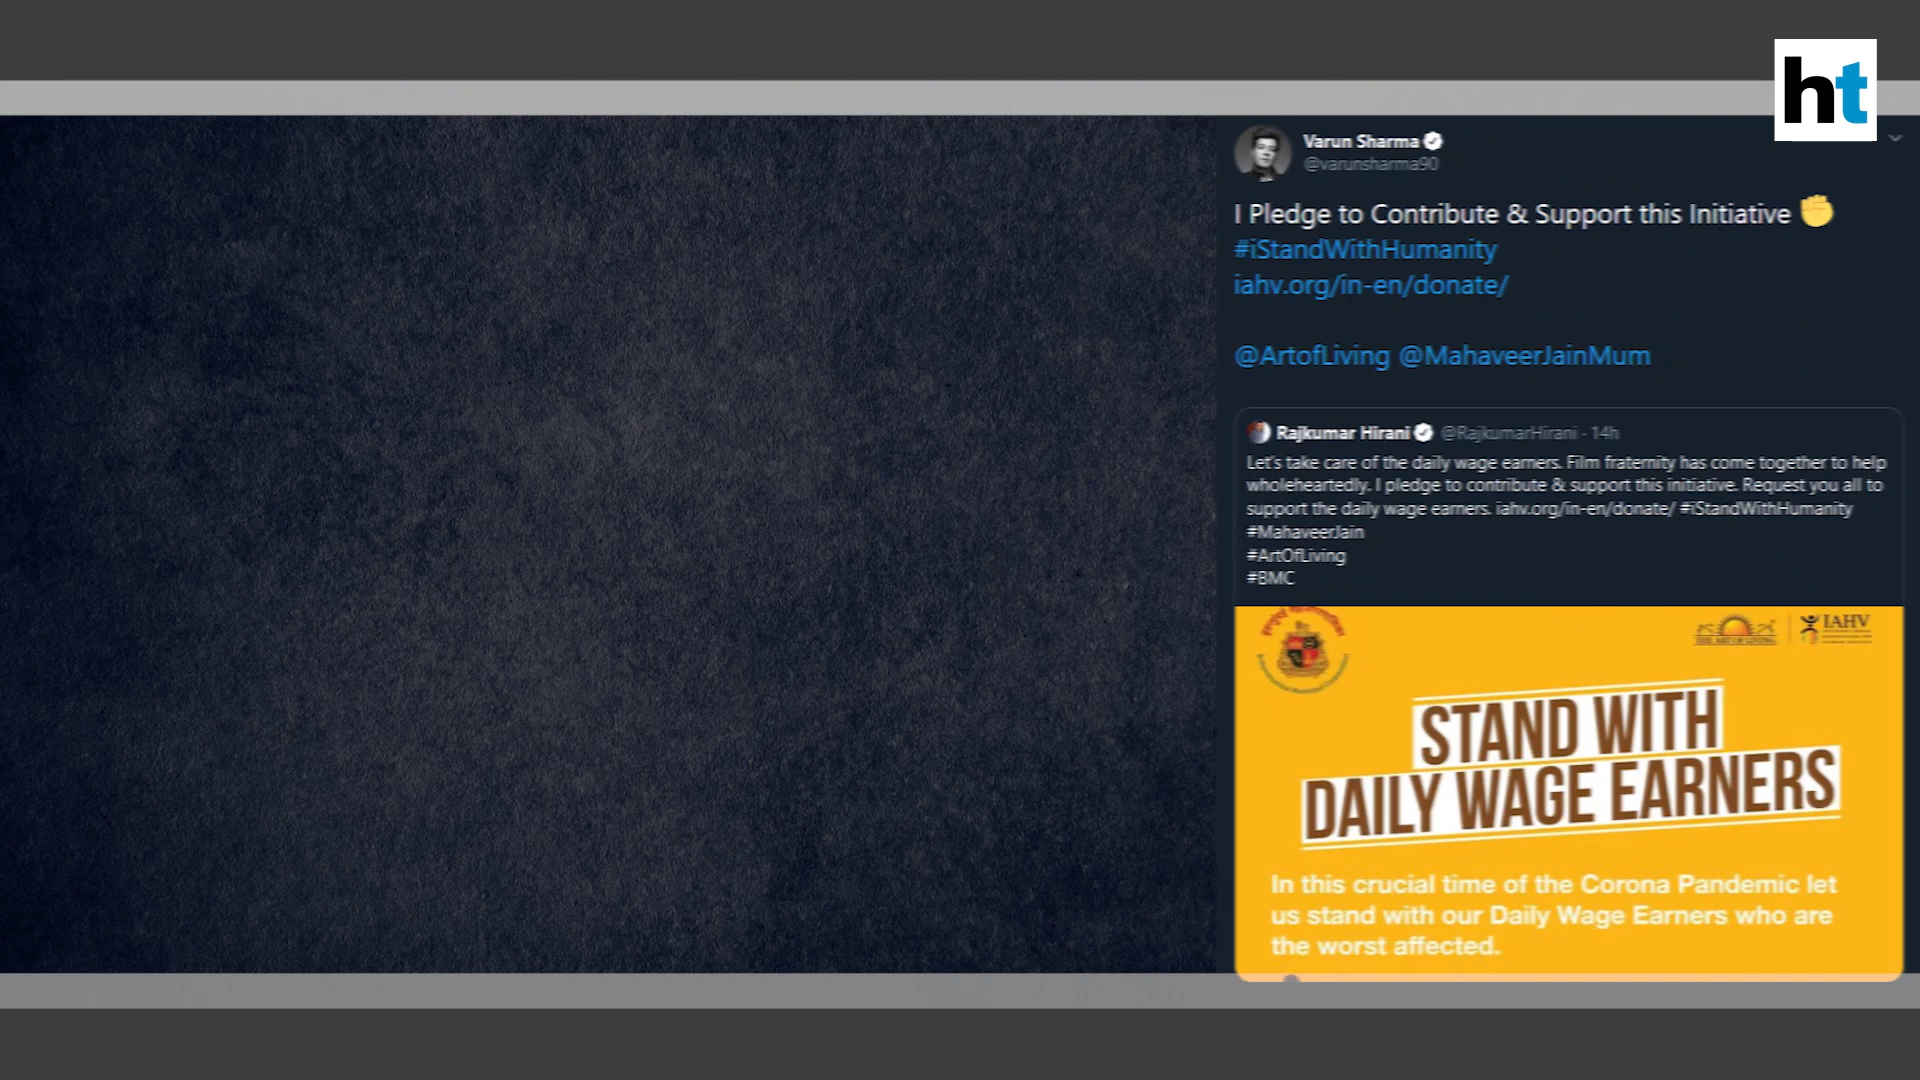 ht
Varun Sharma
@varunsharma90
I Pledge to Contribute & Support this Initiative ✊
#iStandWithHumanity
iahv.org/in-en/donate/
@ArtofLiving @MahaveerJainMum
Rajkumar Hirani @RajkumarHirani · 14h
Let's take care of the daily wage earners. Film fraternity has come together to help
wholeheartedly. I pledge to contribute & support this initiative. Request you all to
support the daily wage earners. iahv.org/in-en/donate/ #iStandWithHumanity
#MahaveerJain
#ArtOfLiving
#BMC
THE ART OF LIVING
IAHV
STAND WITH
DAILY WAGE EARNERS
In this crucial time of the Corona Pandemic let
us stand with our Daily Wage Earners who are
the worst affected.